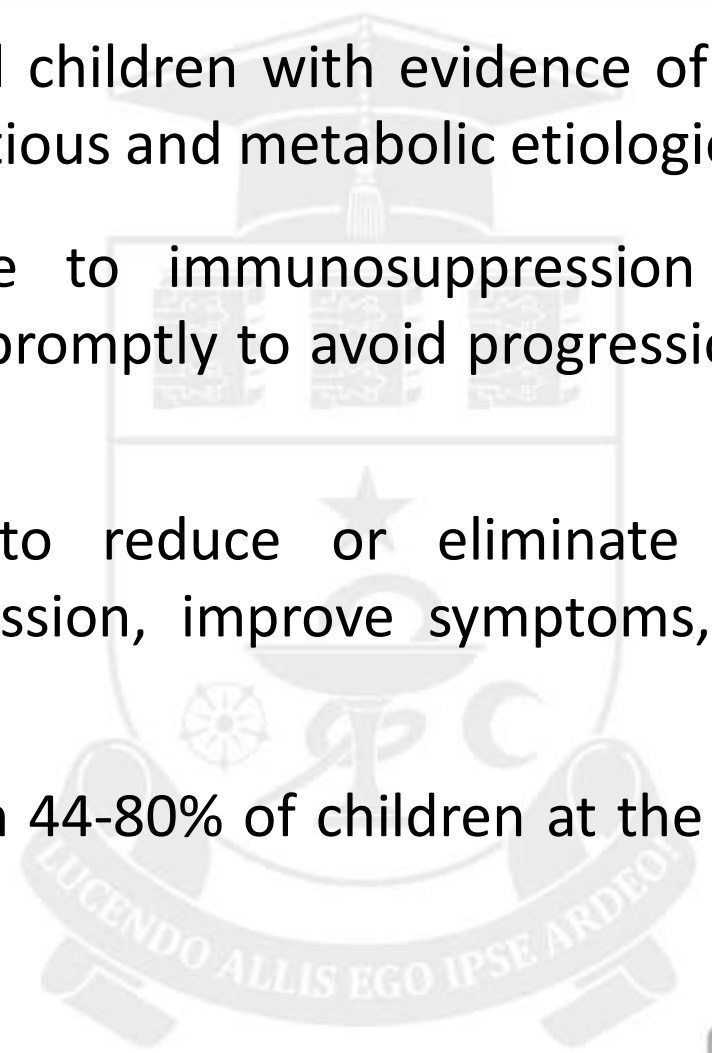 children with evidence of
tious and metabolic etiologi
e to immunosuppression
promptly to avoid progressi
to reduce or eliminate
ssion, improve symptoms,
44-80% of children at the
LUCENDO ALLIS EGO IPSE ARDEO!